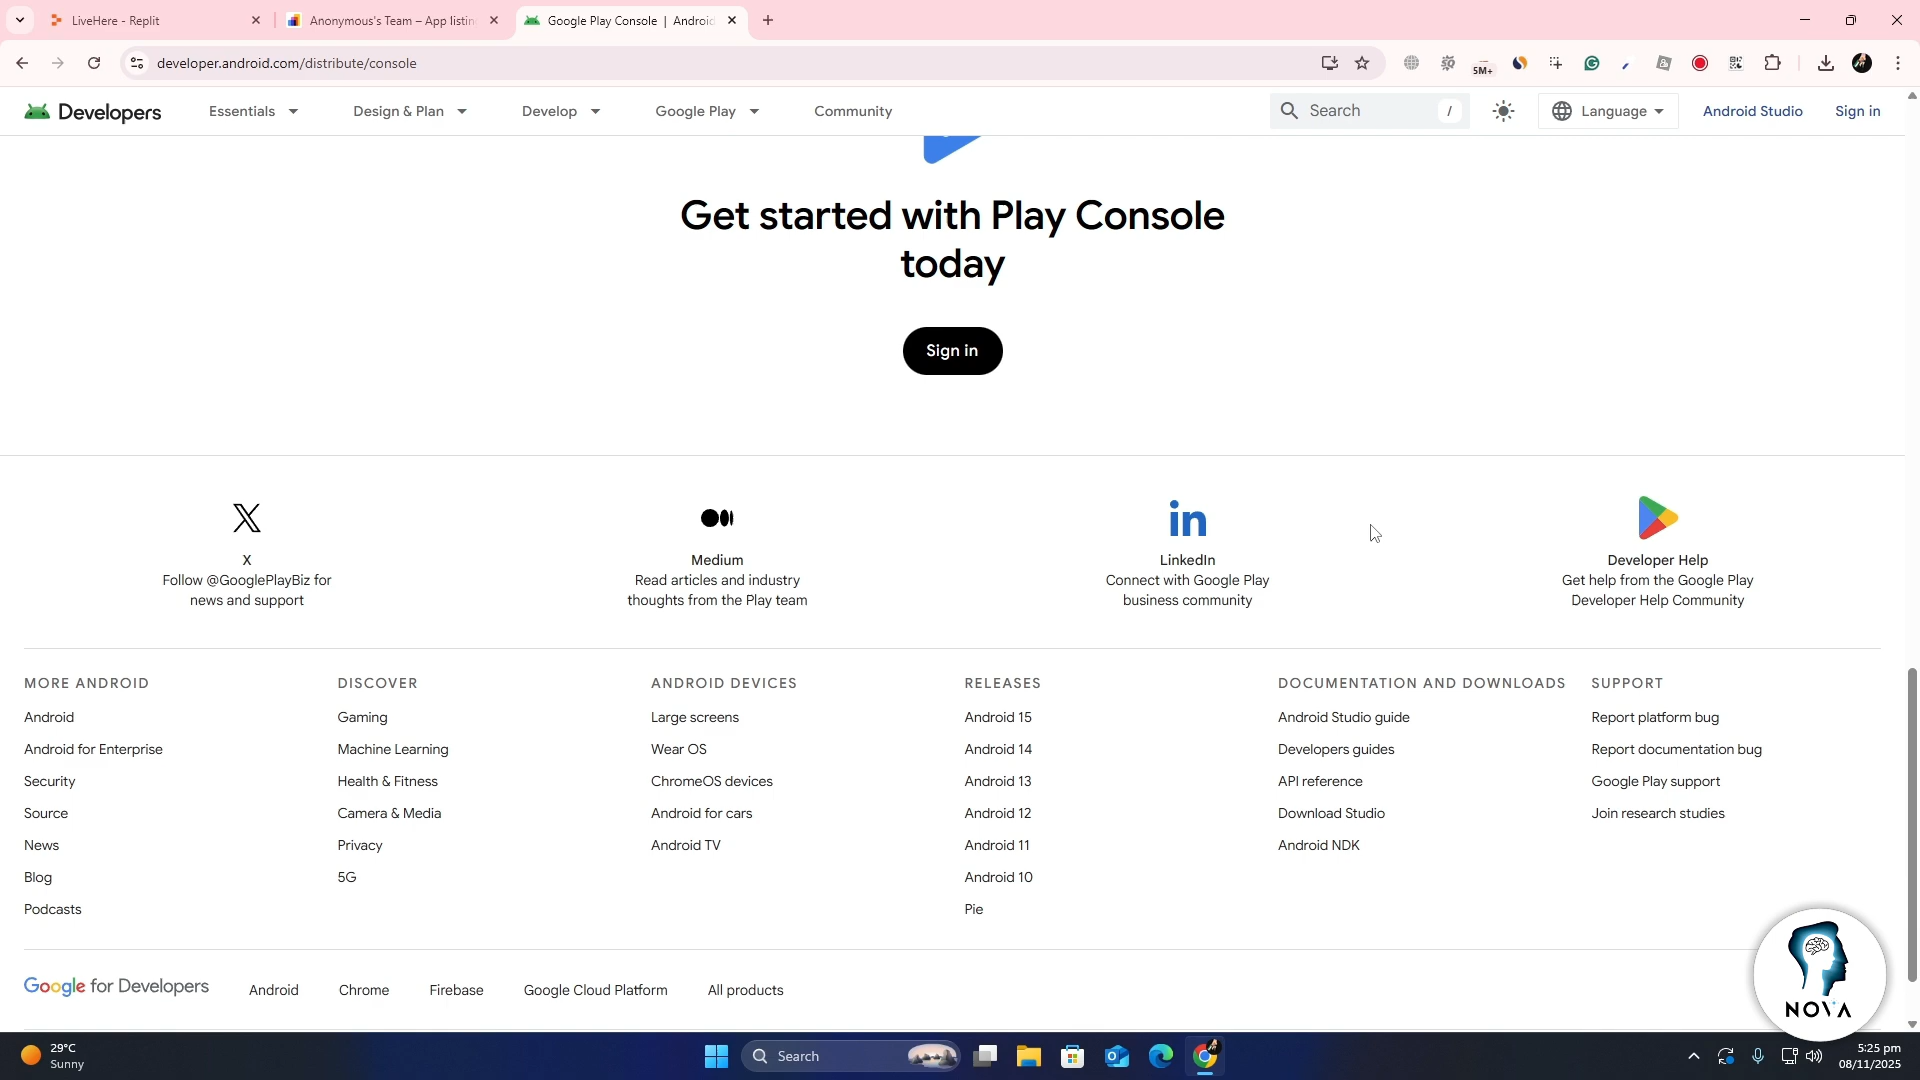 LiveHere - Replit
Anonymous's Team – App listin
Google Play Console | Android
developer.android.com/distribute/console
5M+
Developers
Essentials
Design & Plan
Develop
Google Play
Community
Search
/
Language
Android Studio
Sign in
Get started with Play Console
today
Sign in
X
Follow @GooglePlayBiz for
news and support
Medium
Read articles and industry
thoughts from the Play team
in
LinkedIn
Connect with Google Play
business community
Developer Help
Get help from the Google Play
Developer Help Community
MORE ANDROID
Android
Android for Enterprise
Security
Source
News
Blog
Podcasts
DISCOVER
Gaming
Machine Learning
Health & Fitness
Camera & Media
Privacy
5G
ANDROID DEVICES
Large screens
Wear OS
ChromeOS devices
Android for cars
Android TV
RELEASES
Android 15
Android 14
Android 13
Android 12
Android 11
Android 10
Pie
DOCUMENTATION AND DOWNLOADS
Android Studio guide
Developers guides
API reference
Download Studio
Android NDK
SUPPORT
Report platform bug
Report documentation bug
Google Play support
Join research studies
Google for Developers
Android
Chrome
Firebase
Google Cloud Platform
All products
NOVA
29°C
Sunny
Search
5:25 pm
08/11/2025